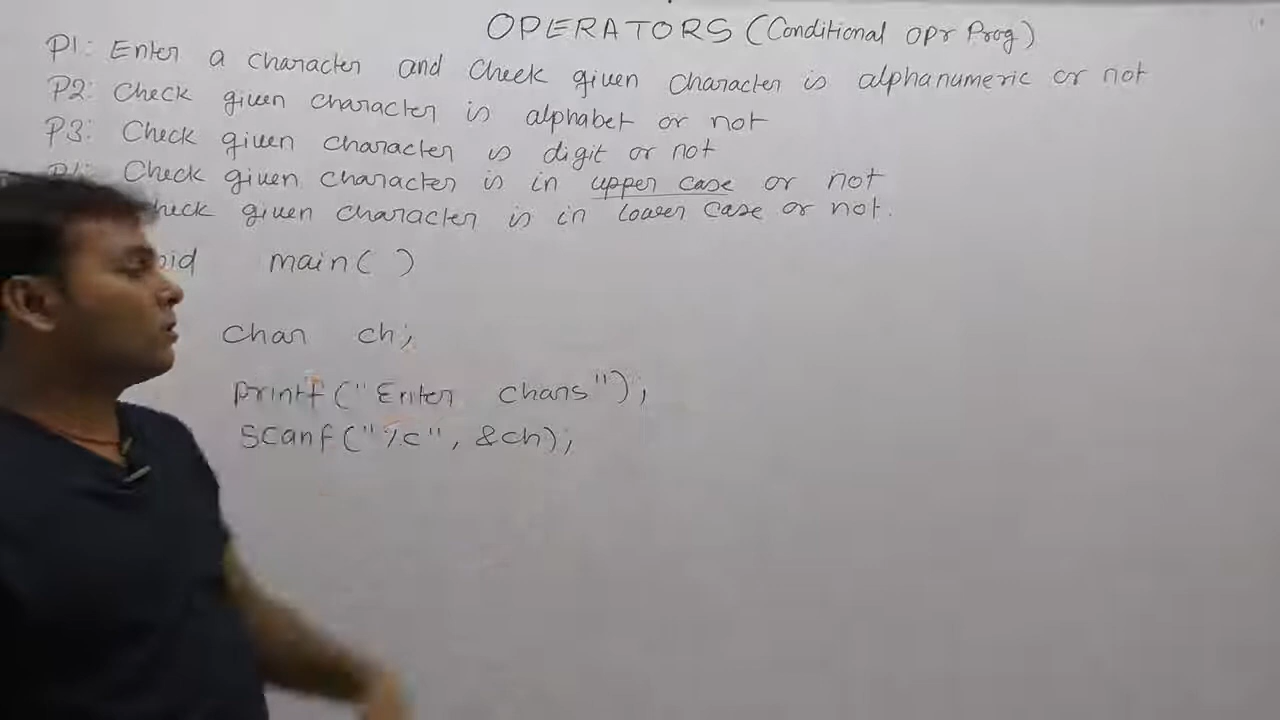 OPERATORS (Conditional opr Prog)
P1: Enter a character and check given character is alphanumeric or not
P2: Check given character is alphabet or not
P3: Check given character is digit or not
Check given character is in upper case or not
heck given character is in lower case or not.
oid main( )
char ch;
printf("Enter chars");
scanf("%c", &ch);